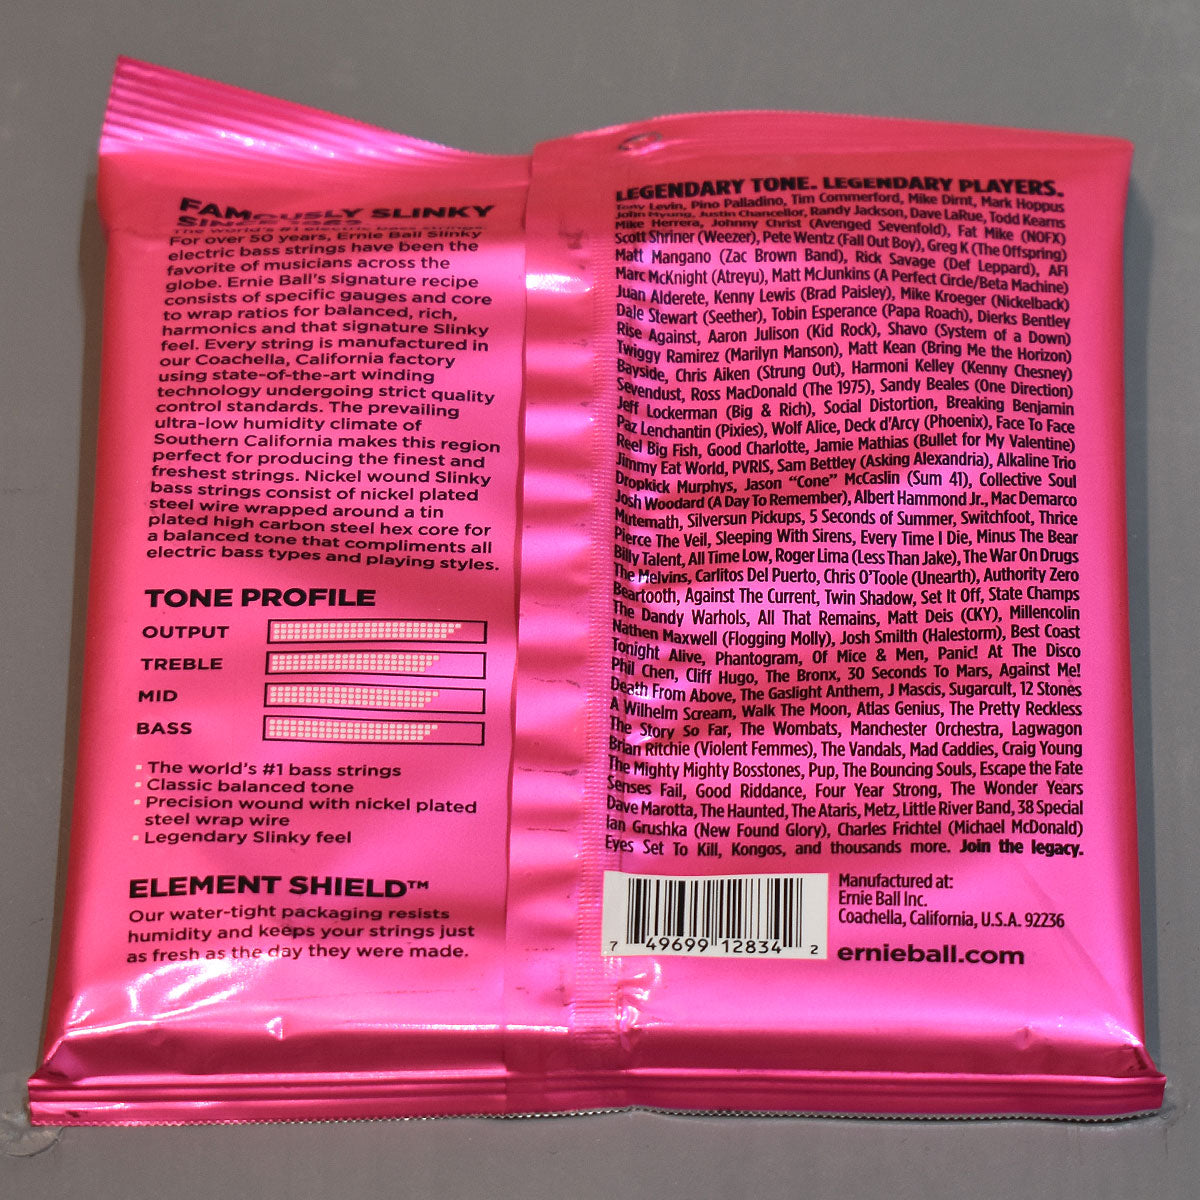 FAMOUSLY SLINKY
SINCE 1962
The world's #1 electric bass strings
For over 50 years, Ernie Ball Slinky
electric bass strings have been the
favorite of musicians across the
globe. Ernie Ball's signature recipe
consists of specific gauges and core
to wrap ratios for balanced, rich,
harmonics and that signature Slinky
feel. Every string is manufactured in
our Coachella, California factory
using state-of-the-art winding
technology undergoing strict quality
control standards. The prevailing
ultra-low humidity climate of
Southern California makes this region
perfect for producing the finest and
freshest strings. Nickel wound Slinky
bass strings consist of nickel plated
steel wire wrapped around a tin
plated high carbon steel hex core for
a balanced tone that compliments all
electric bass types and playing styles.
TONE PROFILE
OUTPUT
TREBLE
MID
BASS
• The world's #1 bass strings
• Classic balanced tone
• Precision wound with nickel plated
steel wrap wire
• Legendary Slinky feel
ELEMENT SHIELD™
Our water-tight packaging resists
humidity and keeps your strings just
as fresh as the day they were made.
LEGENDARY TONE. LEGENDARY PLAYERS.
Tony Levin, Pino Palladino, Tim Commerford, Mike Dirnt, Mark Hoppus
John Myung, Justin Chancellor, Randy Jackson, Dave LaRue, Todd Kearns
Mike Herrera, Johnny Christ (Avenged Sevenfold), Fat Mike (NOFX)
Scott Shriner (Weezer), Pete Wentz (Fall Out Boy), Greg K (The Offspring)
Matt Mangano (Zac Brown Band), Rick Savage (Def Leppard), AFI
Marc McKnight (Atreyu), Matt McJunkins (A Perfect Circle/Beta Machine)
Juan Alderete, Kenny Lewis (Brad Paisley), Mike Kroeger (Nickelback)
Dale Stewart (Seether), Tobin Esperance (Papa Roach), Dierks Bentley
Rise Against, Aaron Julison (Kid Rock), Shavo (System of a Down)
Twiggy Ramirez (Marilyn Manson), Matt Kean (Bring Me the Horizon)
Bayside, Chris Aiken (Strung Out), Harmoni Kelley (Kenny Chesney)
Sevendust, Ross MacDonald (The 1975), Sandy Beales (One Direction)
Jeff Lockerman (Big & Rich), Social Distortion, Breaking Benjamin
Paz Lenchantin (Pixies), Wolf Alice, Deck d'Arcy (Phoenix), Face To Face
Reel Big Fish, Good Charlotte, Jamie Mathias (Bullet for My Valentine)
Jimmy Eat World, PVRIS, Sam Bettley (Asking Alexandria), Alkaline Trio
Dropkick Murphys, Jason "Cone" McCaslin (Sum 41), Collective Soul
Josh Woodard (A Day To Remember), Albert Hammond Jr., Mac Demarco
Mutemath, Silversun Pickups, 5 Seconds of Summer, Switchfoot, Thrice
Pierce The Veil, Sleeping With Sirens, Every Time I Die, Minus The Bear
Billy Talent, All Time Low, Roger Lima (Less Than Jake), The War On Drugs
The Melvins, Carlitos Del Puerto, Chris O'Toole (Unearth), Authority Zero
Beartooth, Against The Current, Twin Shadow, Set It Off, State Champs
The Dandy Warhols, All That Remains, Matt Deis (CKY), Millencolin
Nathen Maxwell (Flogging Molly), Josh Smilth (Halestorm), Best Coast
Tonight Alive, Phantogram, Of Mice & Men, Panic! At The Disco
Phil Chen, Cliff Hugo, The Bronx, 30 Seconds To Mars, Against Me!
Death From Above, The Gaslight Anthem, J Mascis, Sugarcult, 12 Stones
A Wilhelm Scream, Walk The Moon, Atlas Genius, The Pretty Reckless
The Story So Far, The Wombats, Manchester Orchestra, Lagwagon
Brian Ritchie (Violent Femmes), The Vandals, Mad Caddies, Craig Young
The Mighty Mighty Bosstones, Pup, The Bouncing Souls, Escape the Fate
Senses Fail, Good Riddance, Four Year Strong, The Wonder Years
Dave Marotta, The Haunted, The Ataris, Metz, Little River Band, 38 Special
Ian Grushka (New Found Glory), Charles Frichtel (Michael McDonald)
Eyes Set To Kill, Kongos, and thousands more. Join the legacy.
7 49699 12834 2
Manufactured at:
Ernie Ball Inc.
Coachella, California, U.S.A. 92236
ernieball.com